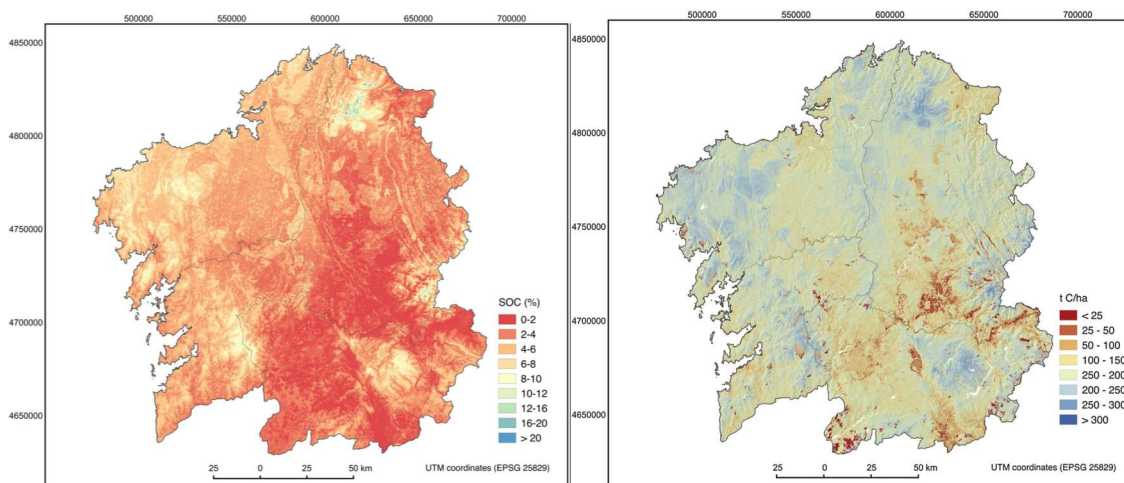 500000 550000 600000 650000 700000
4850000
4800000
4750000
4700000
4650000
SOC (%)
0-2
2-4
4-6
6-8
8-10
10-12
12-16
16-20
> 20
25 0 25 50 km
UTM coordinates (EPSG 25829)
500000 550000 600000 650000 700000
4850000
4800000
4750000
4700000
4650000
t C/ha
< 25
25 - 50
50 - 100
100 - 150
250 - 200
200 - 250
250 - 300
> 300
25 0 25 50 km
UTM coordinates (EPSG 25829)